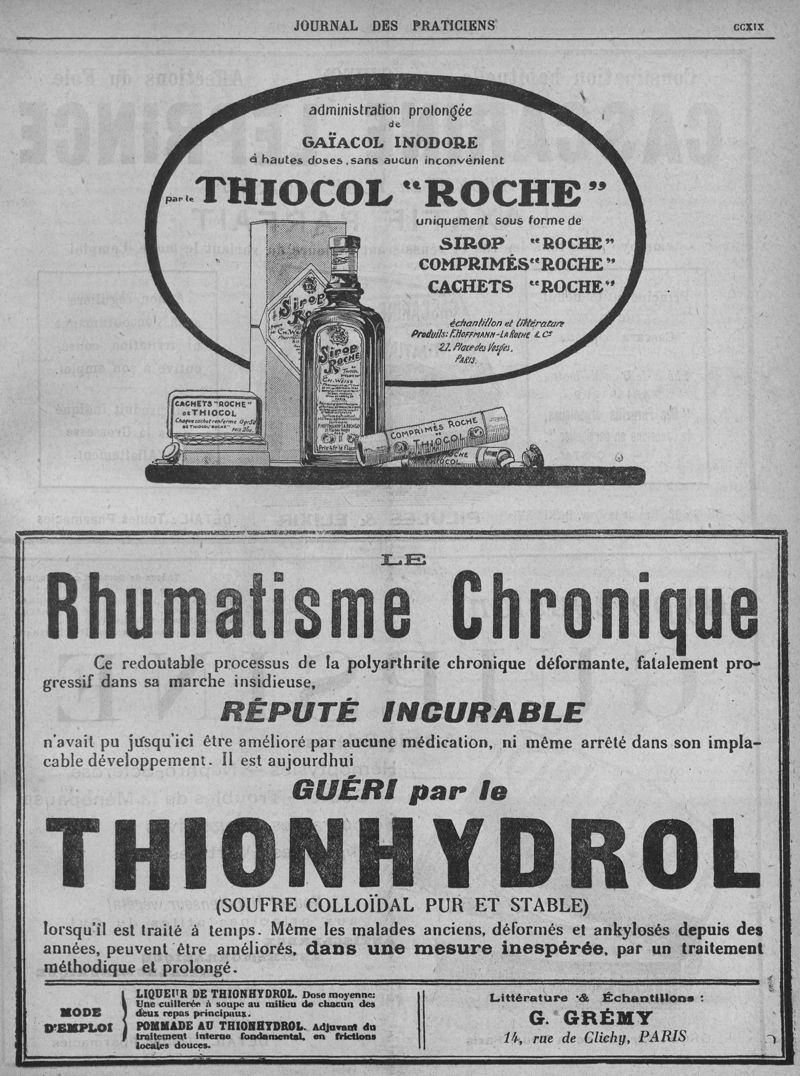 JOURNAL DES PRATICIENS
CCXIX
administration prolongée
de
GAÏACOL INODORE
à hautes doses, sans aucun inconvénient
par le THIOCOL "ROCHE"
uniquement sous forme de
SIROP "ROCHE"
COMPRIMÉS "ROCHE"
CACHETS "ROCHE"
échantillon et littérature
Produits: F. HOFFMANN-LA ROCHE & Cº
21, Place des Vosges,
PARIS.
Sirop
Roche
CACHETS "ROCHE"
DE THIOCOL
COMPRIMÉS ROCHE
THIOCOL
ROCHE
THIOCOL
LE
Rhumatisme Chronique
Ce redoutable processus de la polyarthrite chronique déformante, fatalement pro-
gressif dans sa marche insidieuse,
RÉPUTÉ INCURABLE
n'avait pu jusqu'ici être amélioré par aucune médication, ni même arrêté dans son impla-
cable développement. Il est aujourd'hui
GUÉRI par le
THIONHYDROL
(SOUFRE COLLOÏDAL PUR ET STABLE)
lorsqu'il est traité à temps. Même les malades anciens, déformés et ankylosés depuis des
années, peuvent être améliorés, dans une mesure inespérée, par un traitement
méthodique et prolongé.
MODE
D'EMPLOI
LIQUEUR DE THIONHYDROL. Dose moyenne:
Une cuillerée à soupe au milieu de chacun des
deux repas principaux.
POMMADE AU THIONHYDROL. Adjuvant du
traitement interne fondamental, en frictions
locales douces.
Littérature & Échantillons :
G. GRÉMY
14, rue de Clichy, PARIS